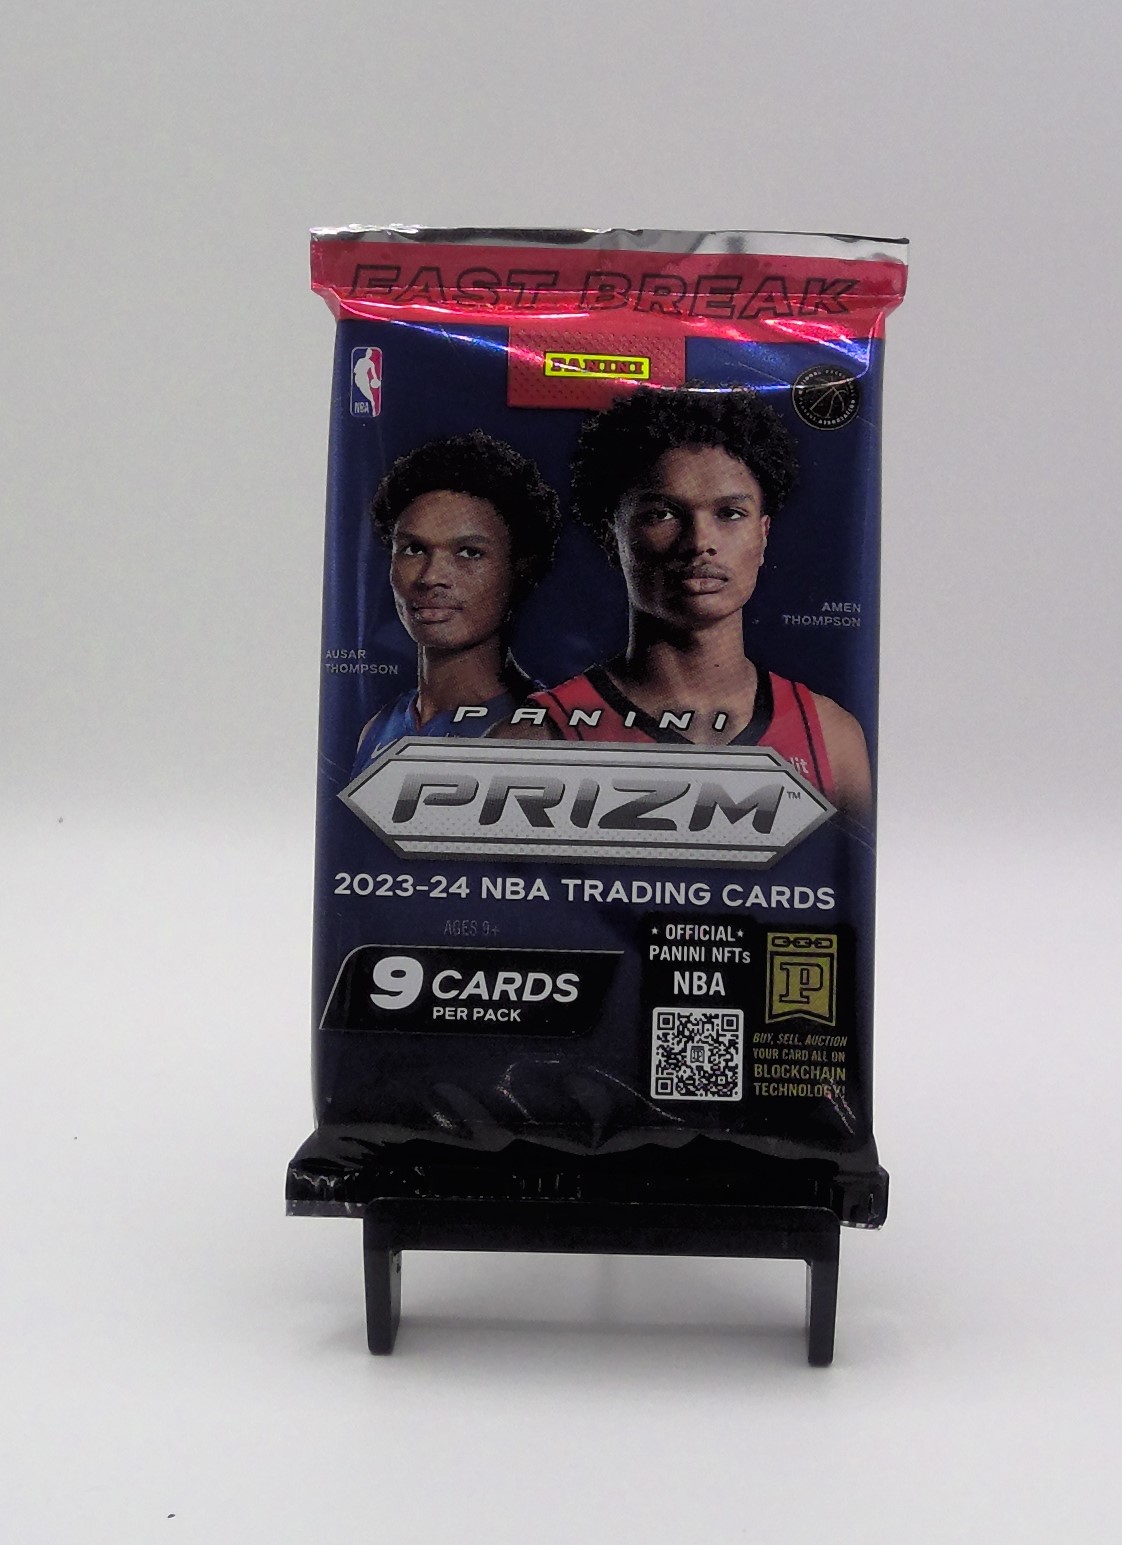 FAST BREAK
PANINI
NBA
AMEN
THOMPSON
AUSAR
THOMPSON
PANINI
PRIZM™
2023-24 NBA TRADING CARDS
AGES 9+
9 CARDS
PER PACK
★ OFFICIAL ★
PANINI NFTs
NBA
P
BUY, SELL, AUCTION
YOUR CARD ALL ON
BLOCKCHAIN
TECHNOLOGY!